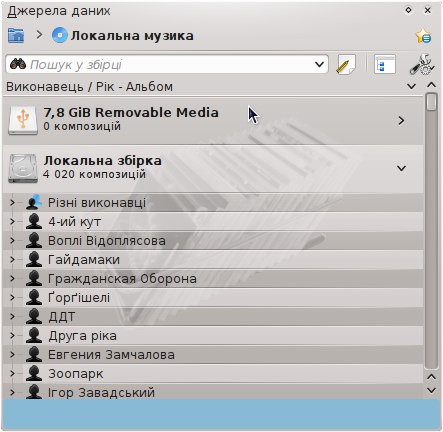 Джерела даних
Локальна музика
Пошук у збірці
Виконавець / Рік - Альбом
7,8 GiB Removable Media
0 композицій
Локальна збірка
4 020 композицій
Різні виконавці
4-ий кут
Воплі Відоплясова
Гайдамаки
Гражданская Оборона
Ґорґішелі
ДДТ
Друга ріка
Евгения Замчалова
Зоопарк
Ігор Завадський